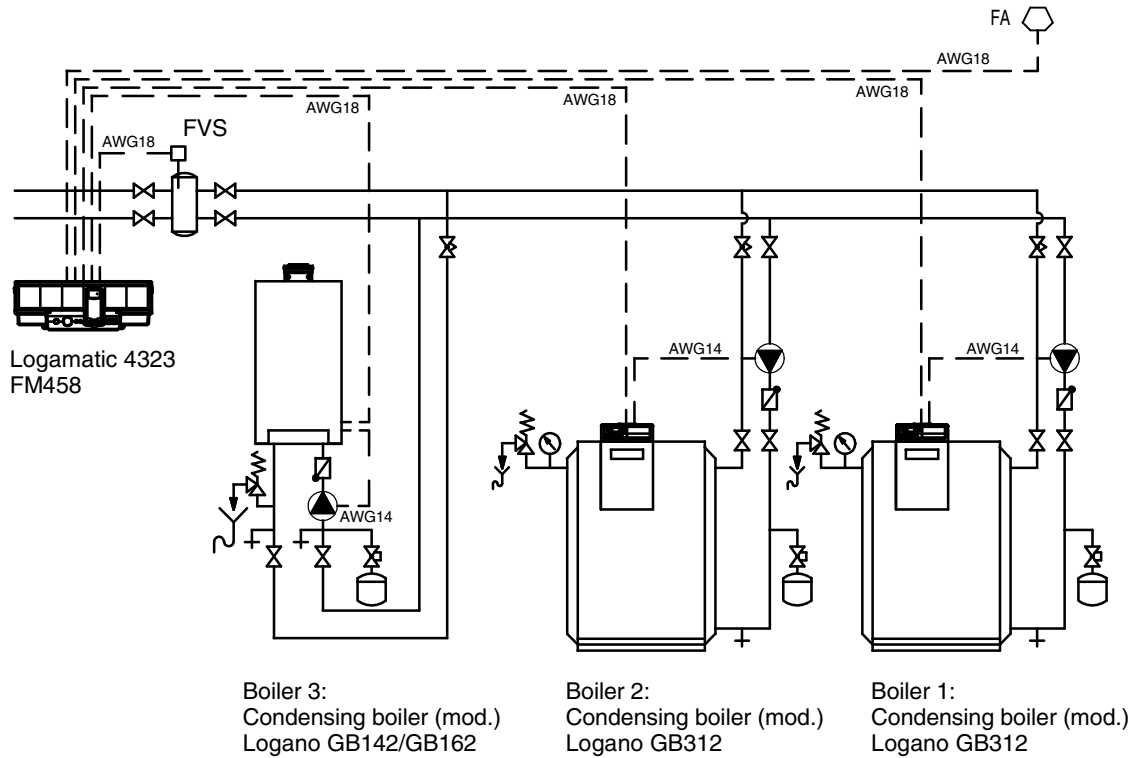 FA
AWG18
AWG18
AWG18
AWG18
FVS
AWG18
Logamatic 4323
FM458
AWG14
AWG14
AWG14
Boiler 3:
Condensing boiler (mod.)
Logano GB142/GB162
Boiler 2:
Condensing boiler (mod.)
Logano GB312
Boiler 1:
Condensing boiler (mod.)
Logano GB312